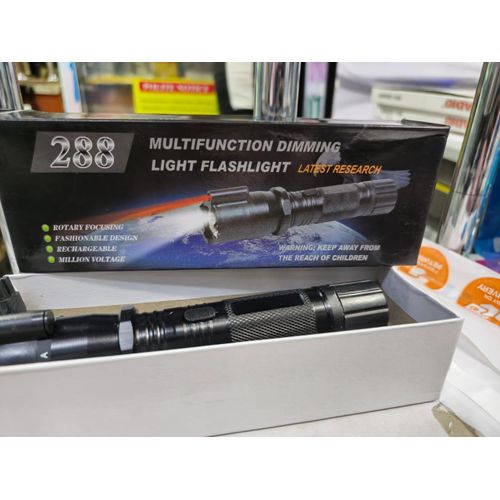 288
MULTIFUNCTION DIMMING
LIGHT FLASHLIGHT LATEST RESEARCH
ROTARY FOCUSING
FASHIONABLE DESIGN
RECHARGEABLE
MILLION VOLTAGE
WARNING: KEEP AWAY FROM
THE REACH OF CHILDREN
A